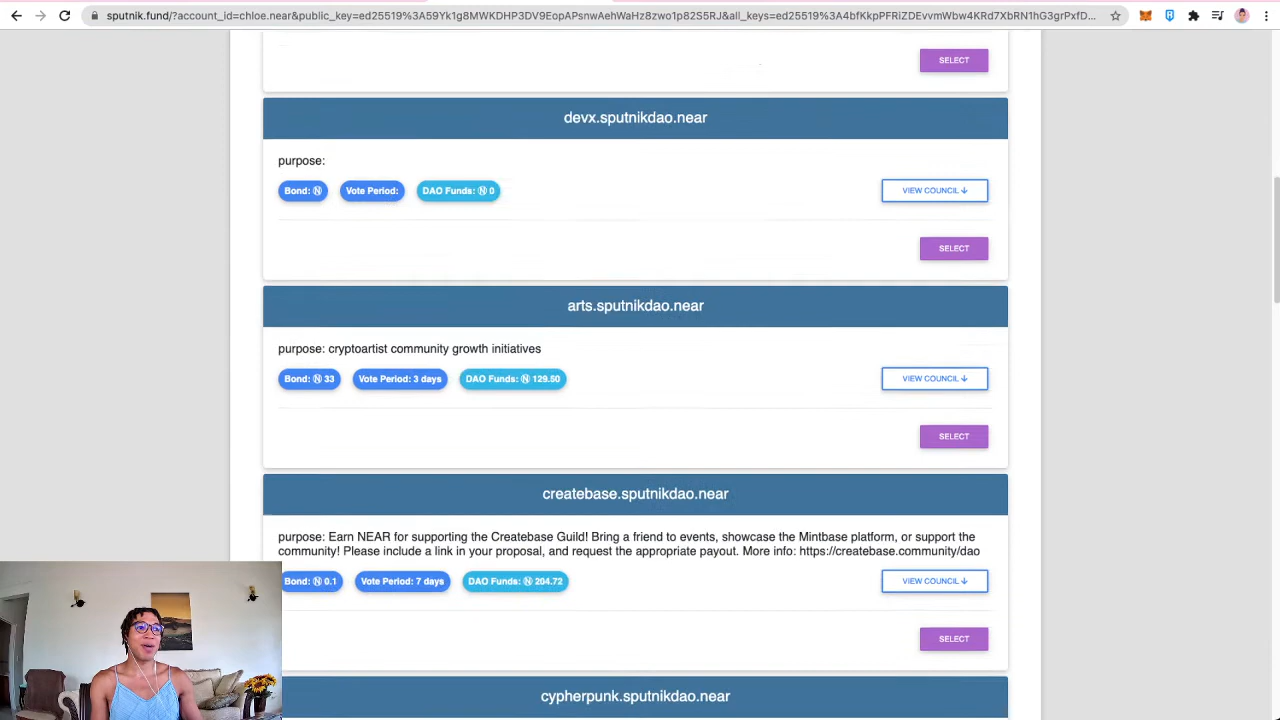 sputnik.fund/?account_id=chloe.near&public_key=ed25519%3A59Yk1g8MWKDHP3DV9EopAPsnwAehWaHz8zwo1p82S5RJ&all_keys=ed25519%3A4bfKkpPFRiZDEvvmWbw4KRd7XbRN1hG3grPxfD...
SELECT
devx.sputnikdao.near
purpose:
Bond: Ⓝ Vote Period: DAO Funds: Ⓝ 0 VIEW COUNCIL↓
SELECT
arts.sputnikdao.near
purpose: cryptoartist community growth initiatives
Bond: Ⓝ 33 Vote Period: 3 days DAO Funds: Ⓝ 129.50 VIEW COUNCIL↓
SELECT
createbase.sputnikdao.near
purpose: Earn NEAR for supporting the Createbase Guild! Bring a friend to events, showcase the Mintbase platform, or support the
community! Please include a link in your proposal, and request the appropriate payout. More info: https://createbase.community/dao
Bond: Ⓝ 0.1 Vote Period: 7 days DAO Funds: Ⓝ 204.72 VIEW COUNCIL↓
SELECT
cypherpunk.sputnikdao.near